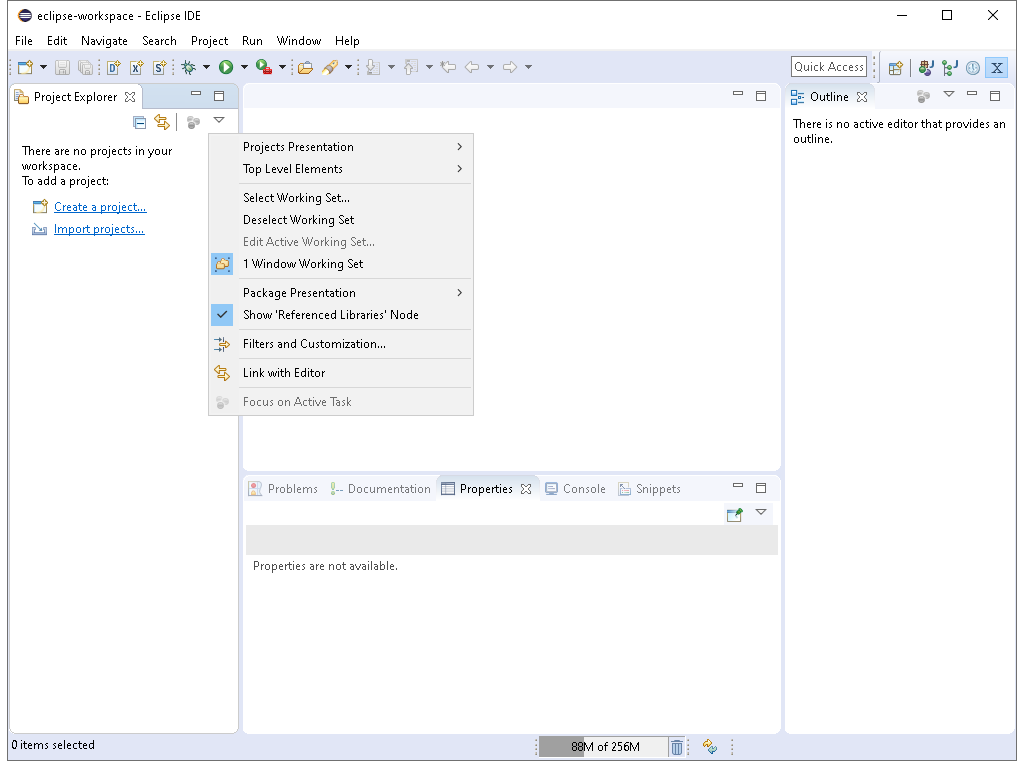 eclipse-workspace - Eclipse IDE
File Edit Navigate Search Project Run Window Help
Quick Access
Project Explorer
There are no projects in your
workspace.
To add a project:
Create a project...
Import projects...
Projects Presentation
Top Level Elements
Select Working Set...
Deselect Working Set
Edit Active Working Set...
1 Window Working Set
Package Presentation
Show 'Referenced Libraries' Node
Filters and Customization...
Link with Editor
Focus on Active Task
Outline
There is no active editor that provides an
outline.
Problems Documentation Properties Console Snippets
Properties are not available.
0 items selected
88M of 256M